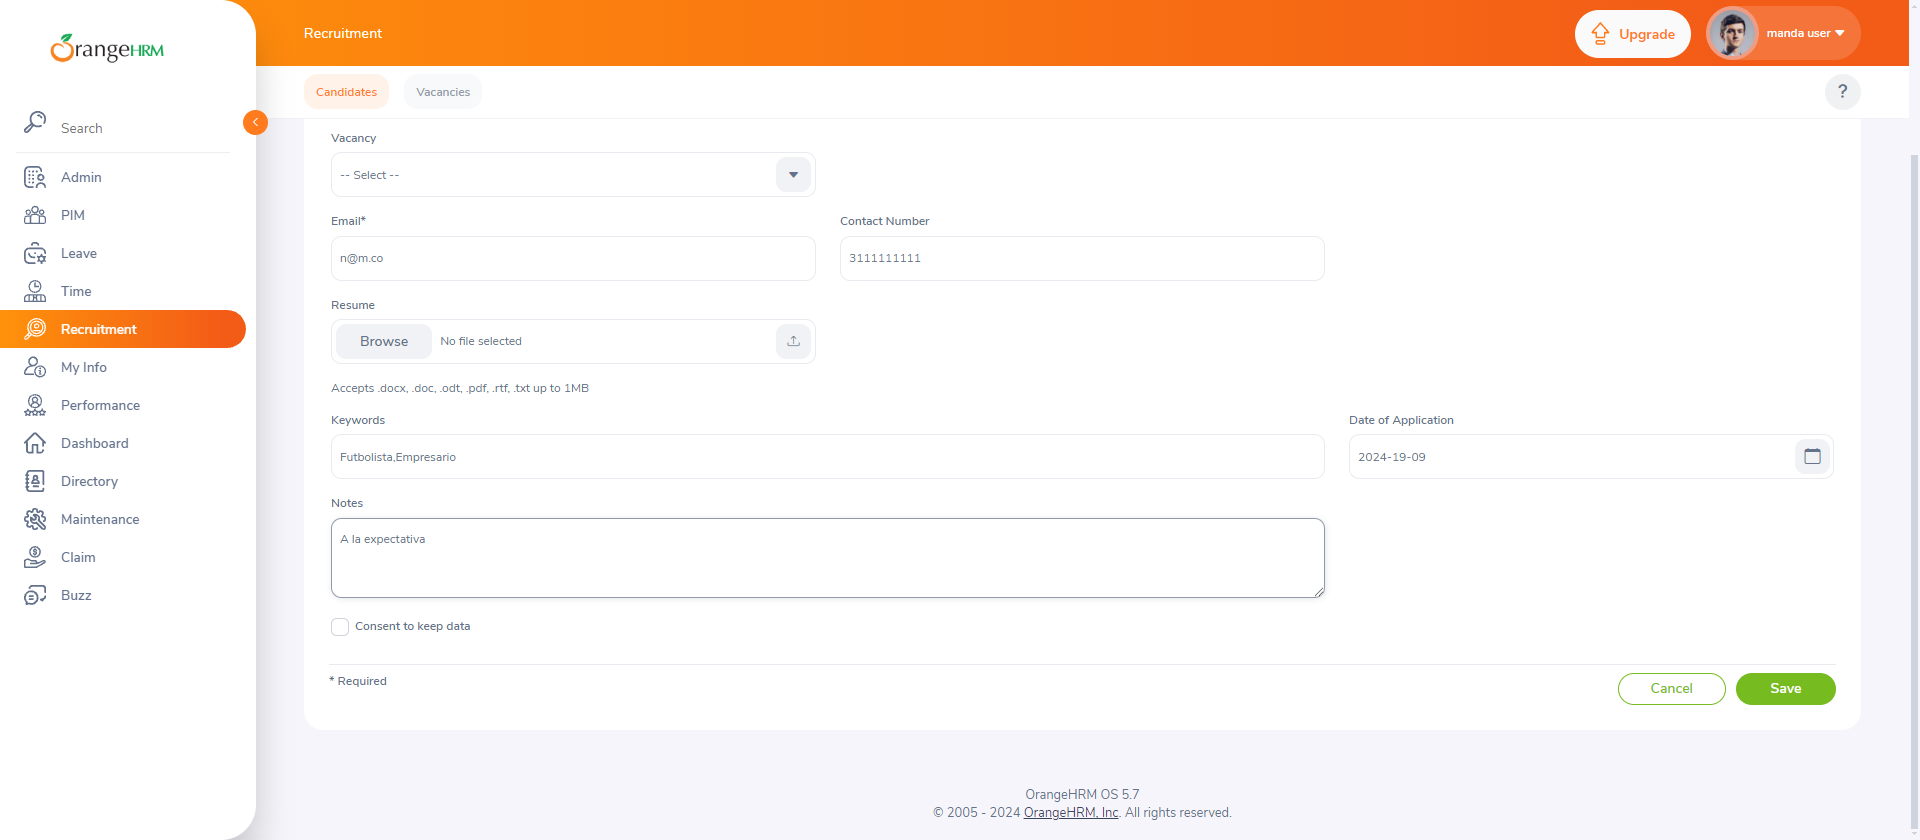 OrangeHRM
Search
Admin
PIM
Leave
Time
Recruitment
My Info
Performance
Dashboard
Directory
Maintenance
Claim
Buzz
Recruitment
Upgrade
manda user
Candidates
Vacancies
?
Vacancy
-- Select --
Email*
Contact Number
n@m.co
3111111111
Resume
Browse
No file selected
Accepts .docx, .doc, .odt, .pdf, .rtf, .txt up to 1MB
Keywords
Date of Application
Futbolista,Empresario
2024-19-09
Notes
A la expectativa
Consent to keep data
* Required
Cancel
Save
OrangeHRM OS 5.7
© 2005 - 2024 OrangeHRM, Inc. All rights reserved.